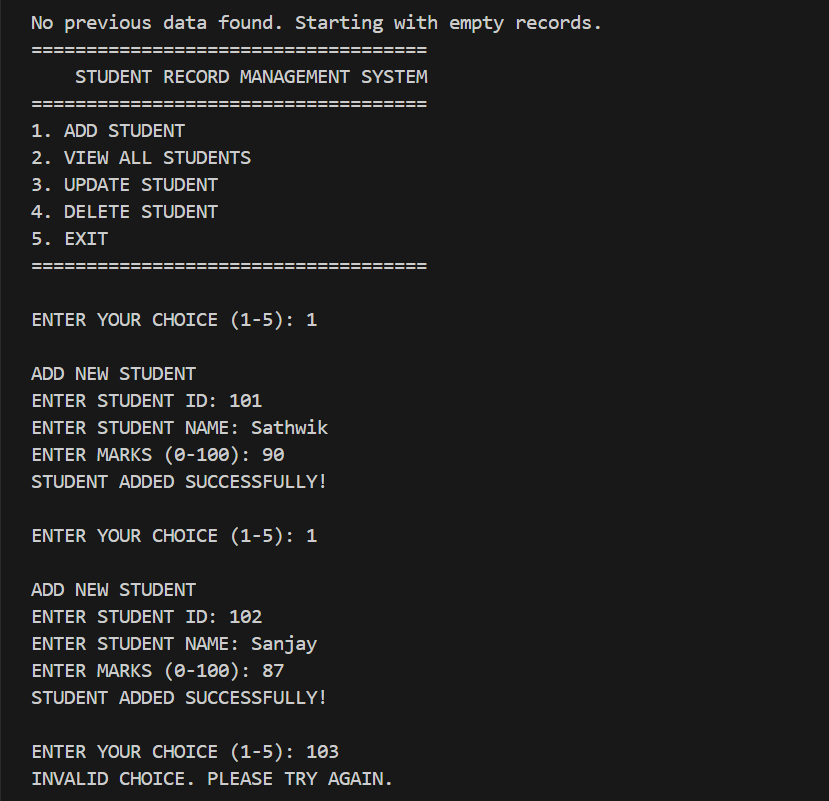 No previous data found. Starting with empty records.
====================================
STUDENT RECORD MANAGEMENT SYSTEM
====================================
1. ADD STUDENT
2. VIEW ALL STUDENTS
3. UPDATE STUDENT
4. DELETE STUDENT
5. EXIT
====================================
ENTER YOUR CHOICE (1-5): 1
ADD NEW STUDENT
ENTER STUDENT ID: 101
ENTER STUDENT NAME: Sathwik
ENTER MARKS (0-100): 90
STUDENT ADDED SUCCESSFULLY!
ENTER YOUR CHOICE (1-5): 1
ADD NEW STUDENT
ENTER STUDENT ID: 102
ENTER STUDENT NAME: Sanjay
ENTER MARKS (0-100): 87
STUDENT ADDED SUCCESSFULLY!
ENTER YOUR CHOICE (1-5): 103
INVALID CHOICE. PLEASE TRY AGAIN.